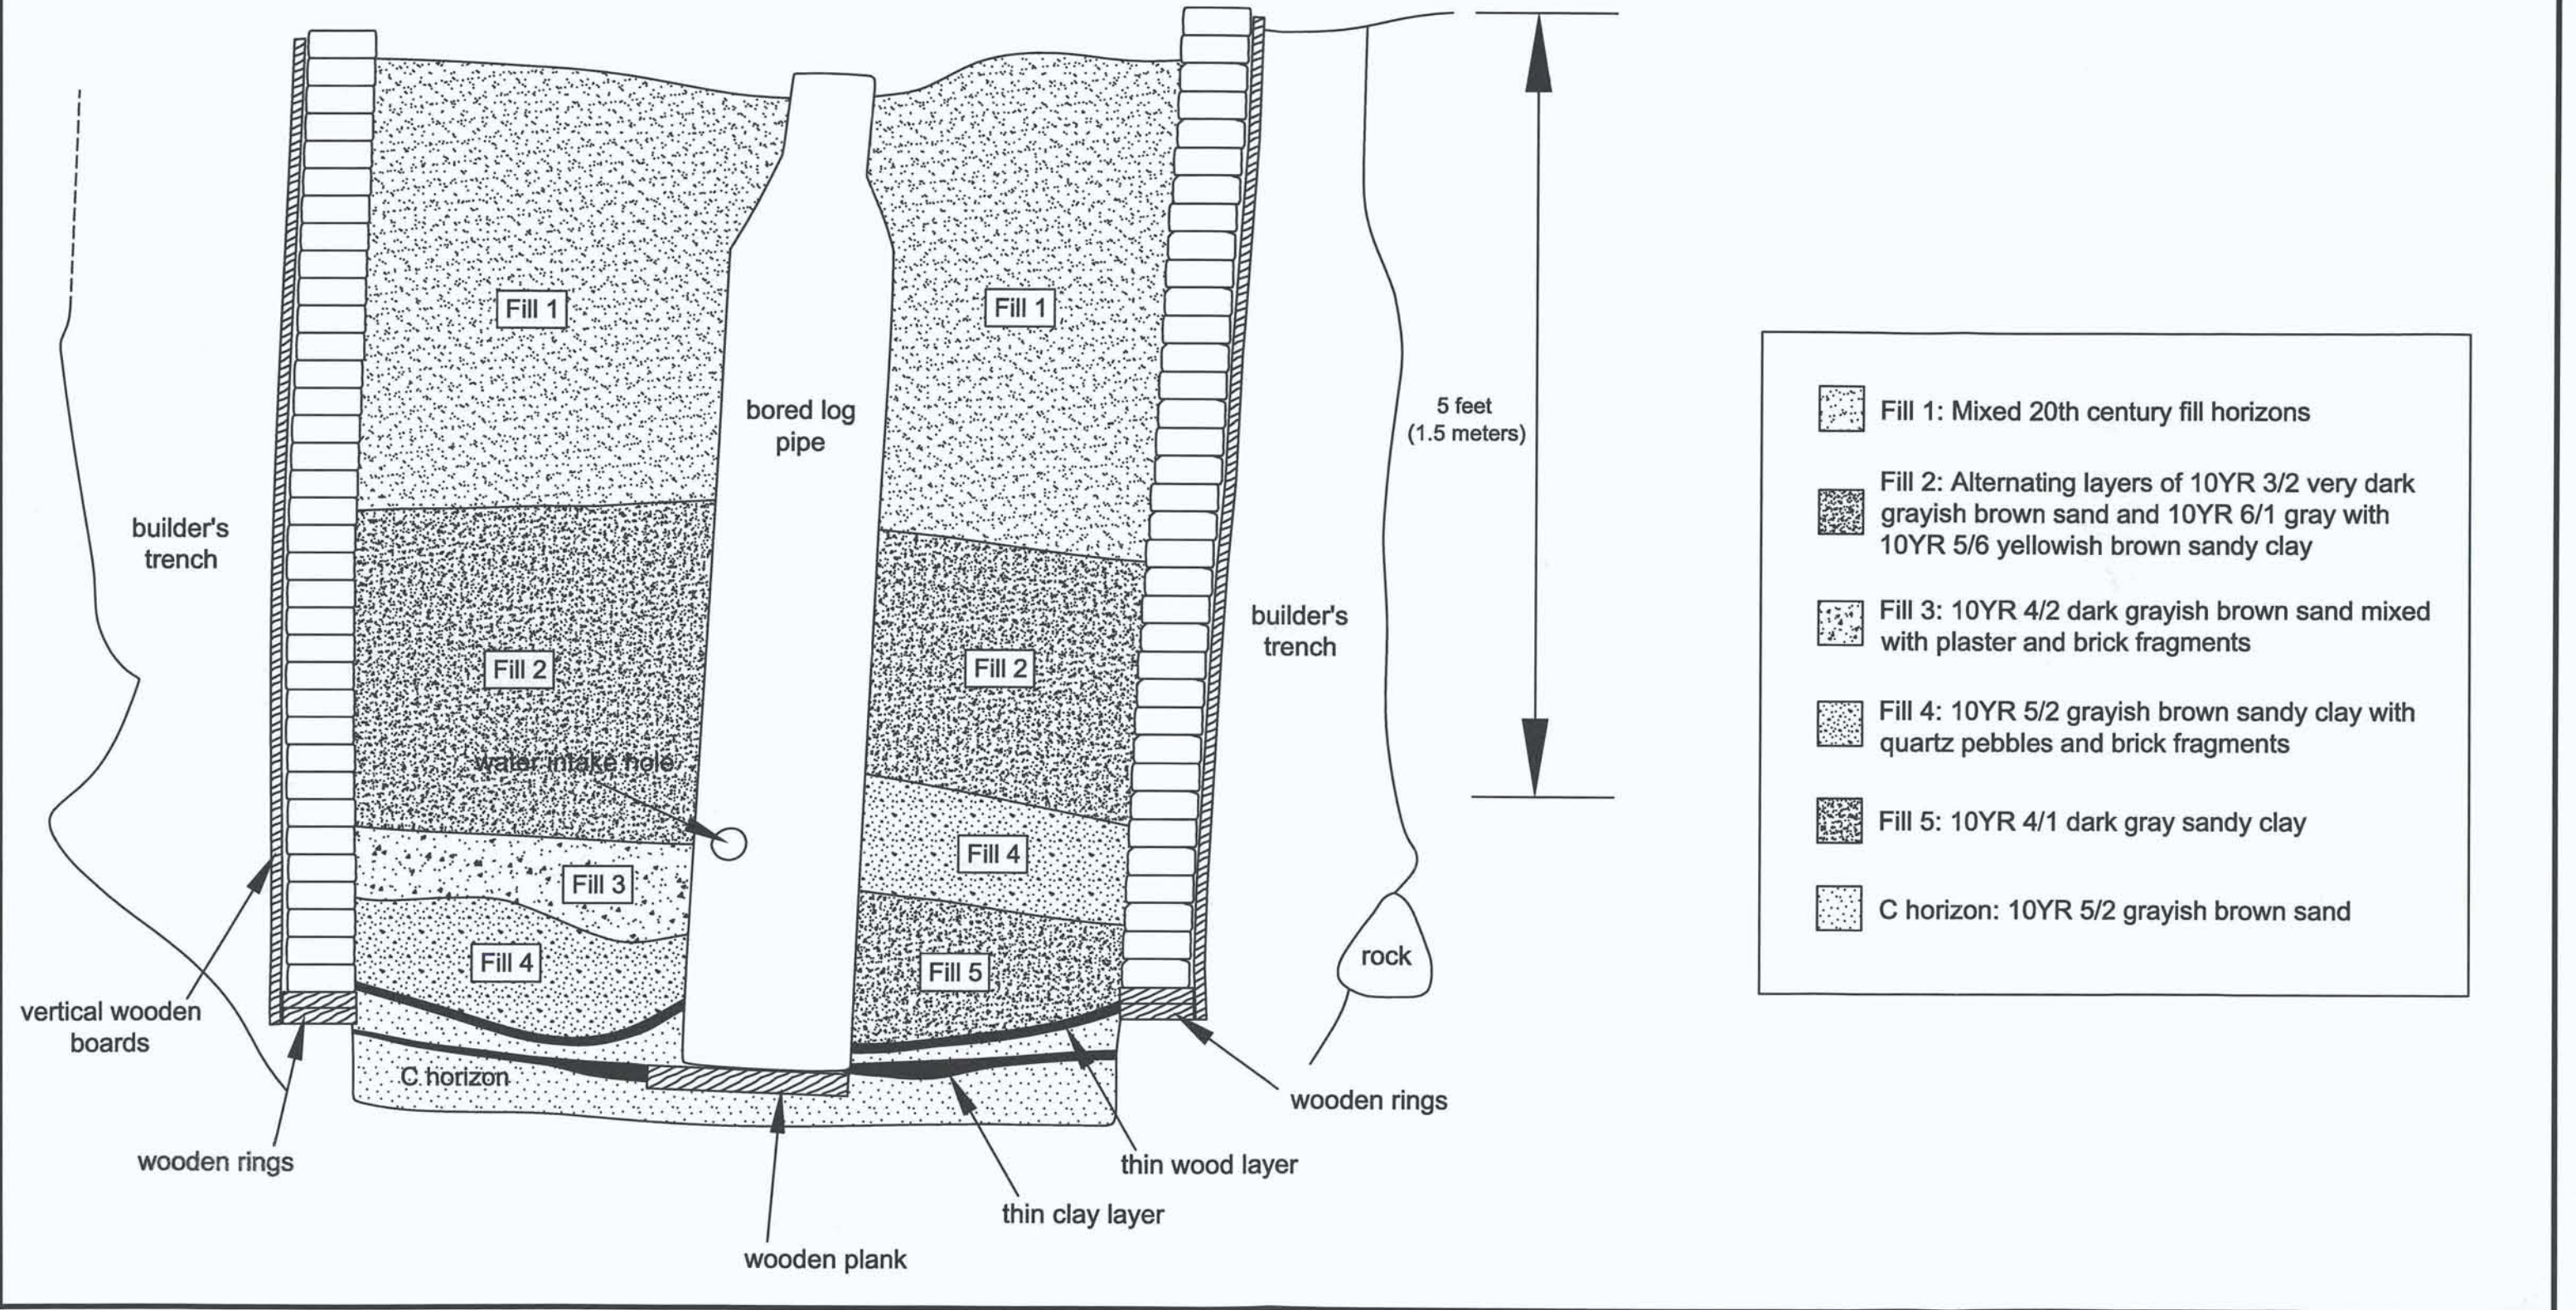 Fill 1
Fill 1
bored log
pipe
5 feet
(1.5 meters)
builder's
trench
builder's
trench
Fill 2
Fill 2
water intake hole
Fill 3
Fill 4
Fill 4
Fill 5
rock
vertical wooden
boards
C horizon
wooden rings
wooden rings
thin wood layer
thin clay layer
wooden plank
Fill 1: Mixed 20th century fill horizons
Fill 2: Alternating layers of 10YR 3/2 very dark
grayish brown sand and 10YR 6/1 gray with
10YR 5/6 yellowish brown sandy clay
Fill 3: 10YR 4/2 dark grayish brown sand mixed
with plaster and brick fragments
Fill 4: 10YR 5/2 grayish brown sandy clay with
quartz pebbles and brick fragments
Fill 5: 10YR 4/1 dark gray sandy clay
C horizon: 10YR 5/2 grayish brown sand